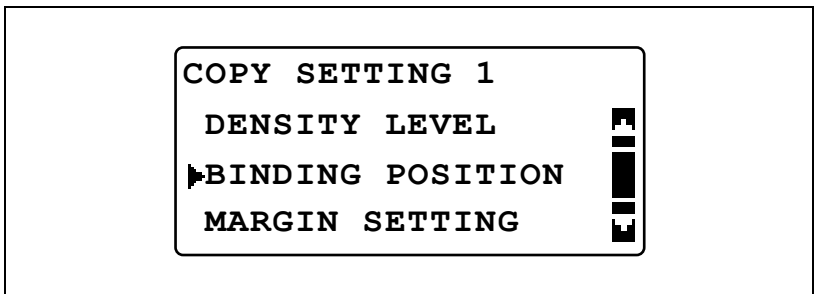 COPY SETTING 1
DENSITY LEVEL
BINDING POSITION
MARGIN SETTING